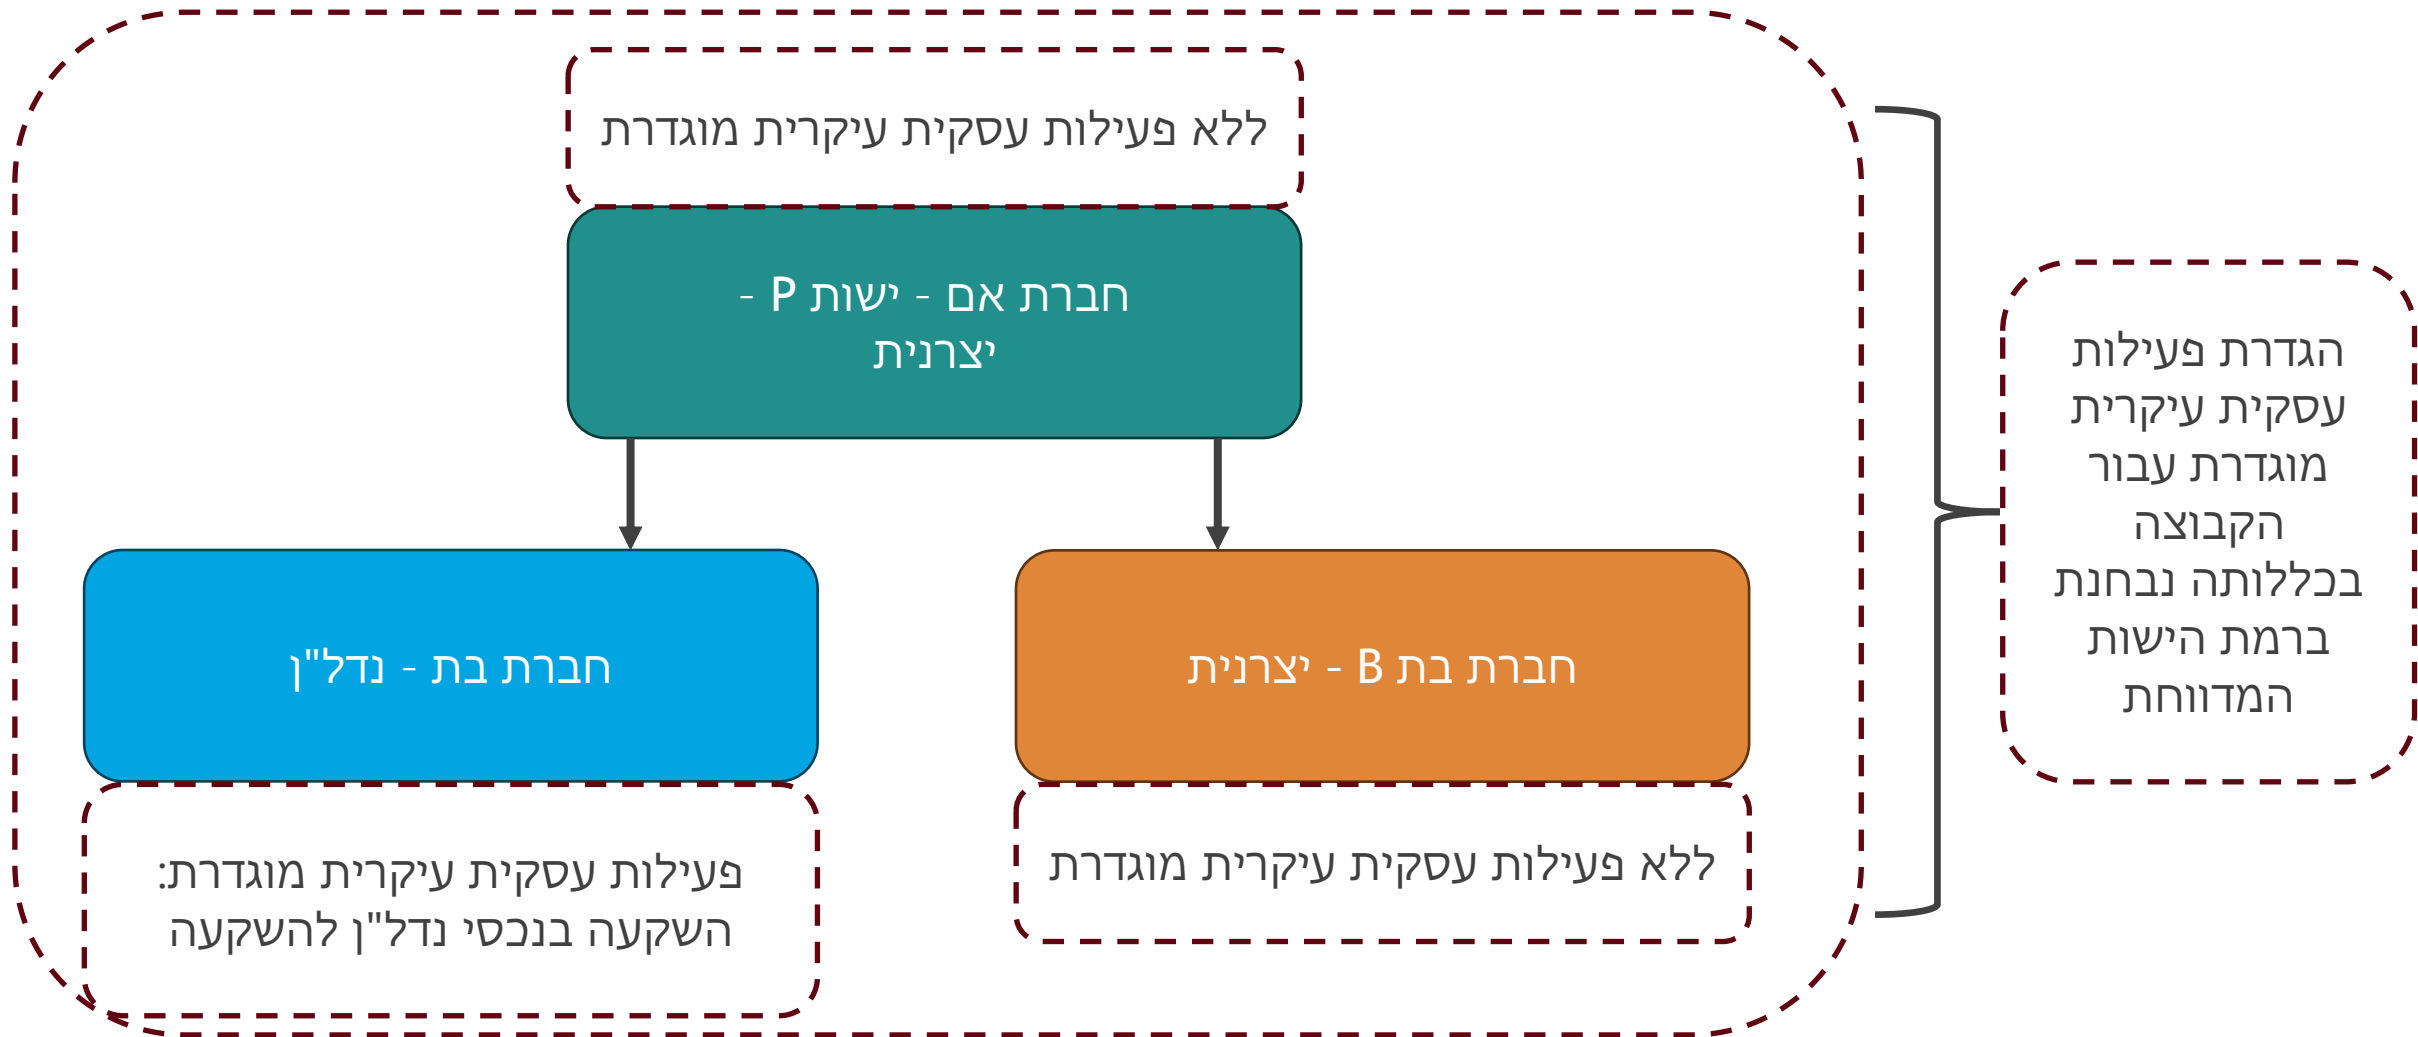 ללא פעילות עסקית עיקרית מוגדרת
חברת אם - ישות P -
יצרנית
חברת בת B - יצרנית
ללא פעילות עסקית עיקרית מוגדרת
חברת בת - נדל"ן
פעילות עסקית עיקרית מוגדרת:
השקעה בנכסי נדל"ן להשקעה
הגדרת פעילות
עסקית עיקרית
מוגדרת עבור
הקבוצה
בכללותה נבחנת
ברמת הישות
המדווחת